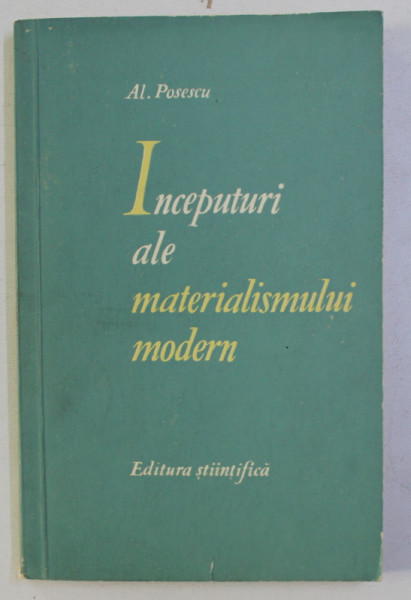 Al. Posescu
Inceputuri
ale
materialismului
modern
Editura științifică